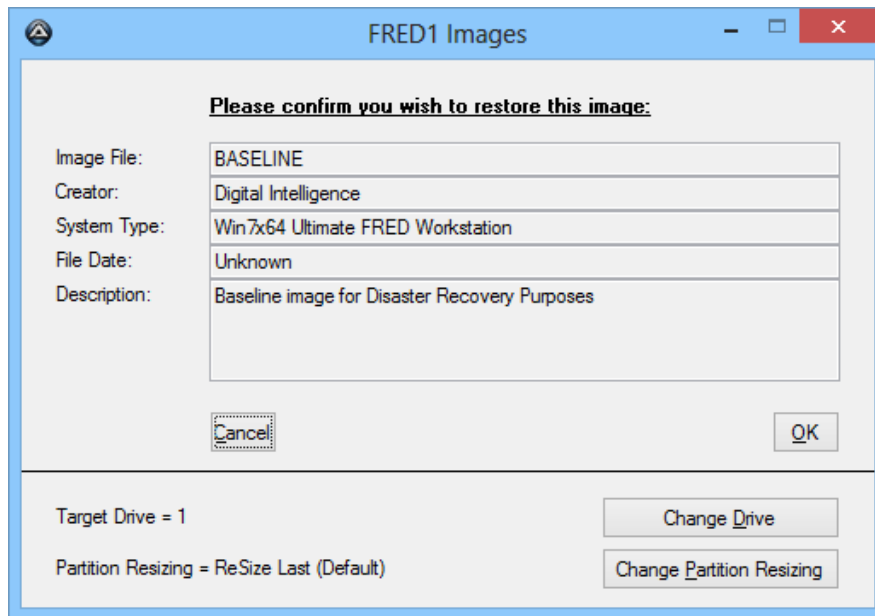 FRED1 Images
Please confirm you wish to restore this image:
Image File: BASELINE
Creator: Digital Intelligence
System Type: Win7x64 Ultimate FRED Workstation
File Date: Unknown
Description: Baseline image for Disaster Recovery Purposes
Cancel OK
Target Drive = 1 Change Drive
Partition Resizing = ReSize Last (Default) Change Partition Resizing